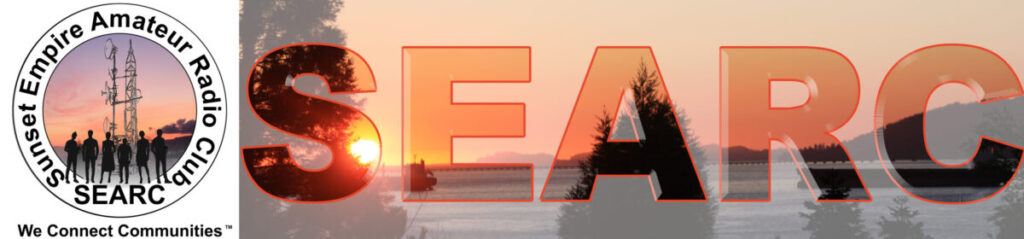 Sunset Empire Amateur Radio Club
SEARC
We Connect Communities™
SEARC